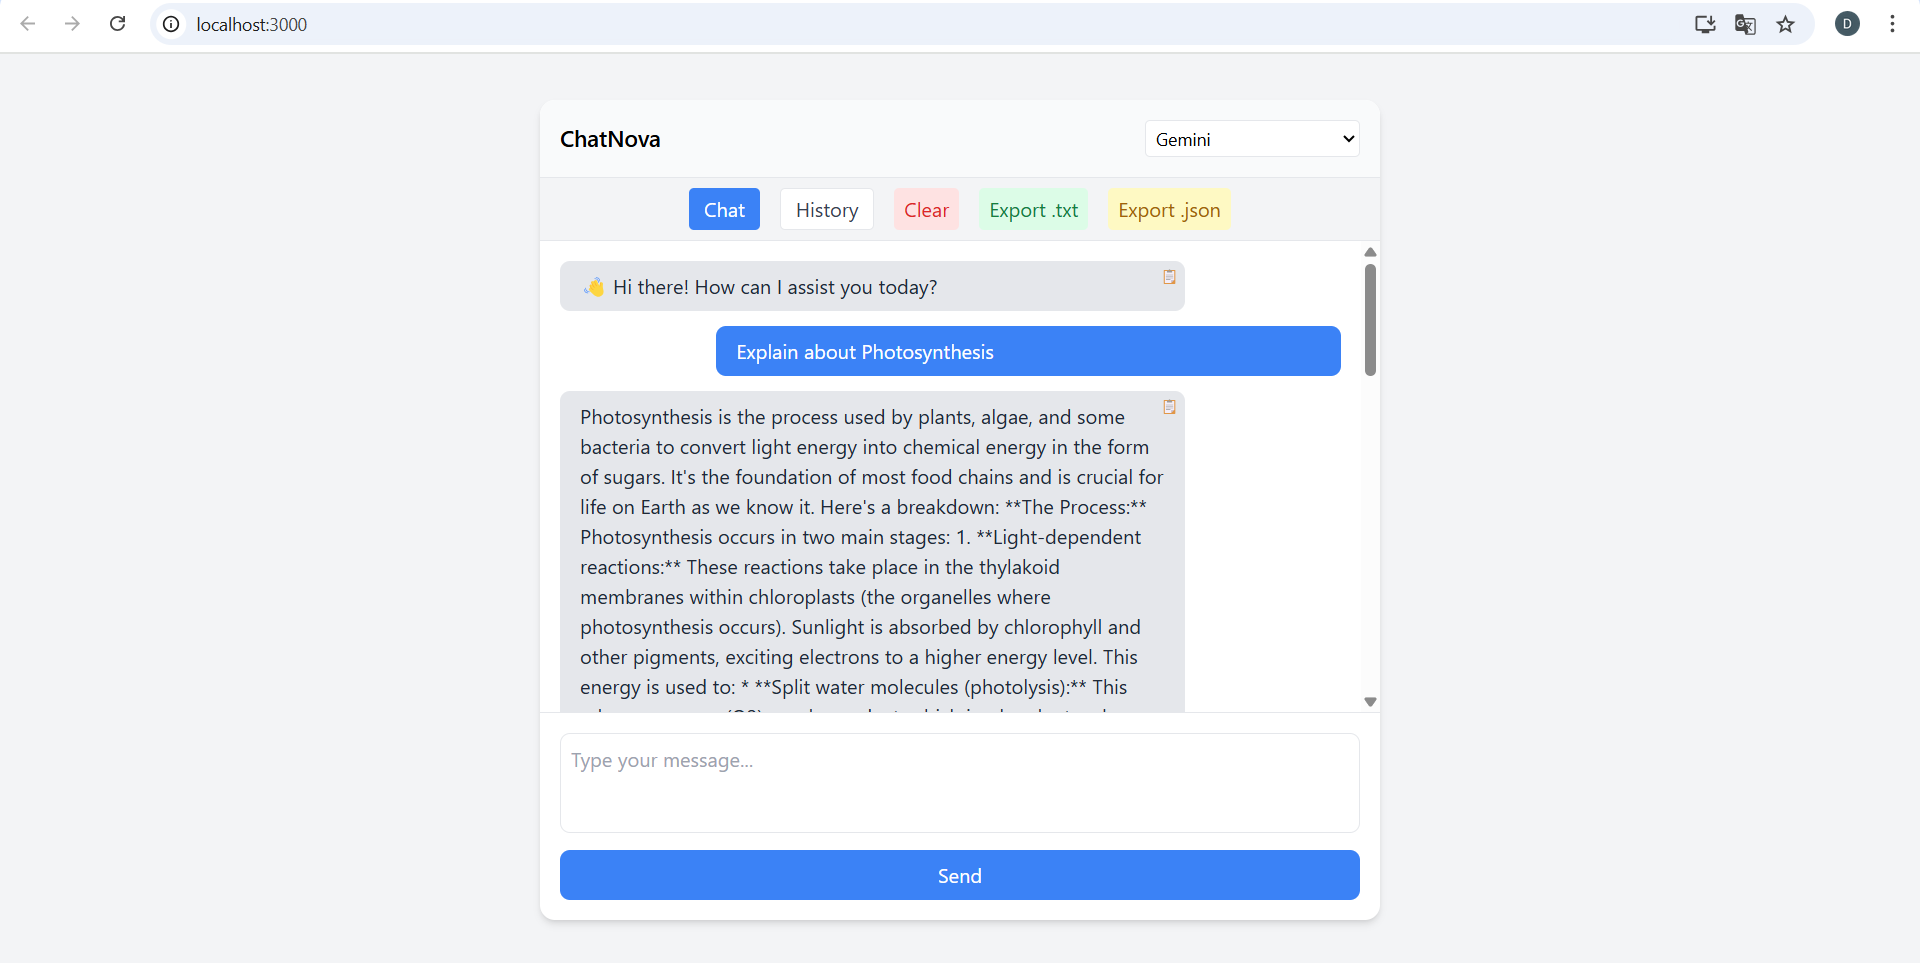 localhost:3000
D
ChatNova
Gemini
Chat
History
Clear
Export .txt
Export .json
👋 Hi there! How can I assist you today?
Explain about Photosynthesis
Photosynthesis is the process used by plants, algae, and some
bacteria to convert light energy into chemical energy in the form
of sugars. It's the foundation of most food chains and is crucial for
life on Earth as we know it. Here's a breakdown: **The Process:**
Photosynthesis occurs in two main stages: 1. **Light-dependent
reactions:** These reactions take place in the thylakoid
membranes within chloroplasts (the organelles where
photosynthesis occurs). Sunlight is absorbed by chlorophyll and
other pigments, exciting electrons to a higher energy level. This
energy is used to: * **Split water molecules (photolysis):** This
Type your message...
Send